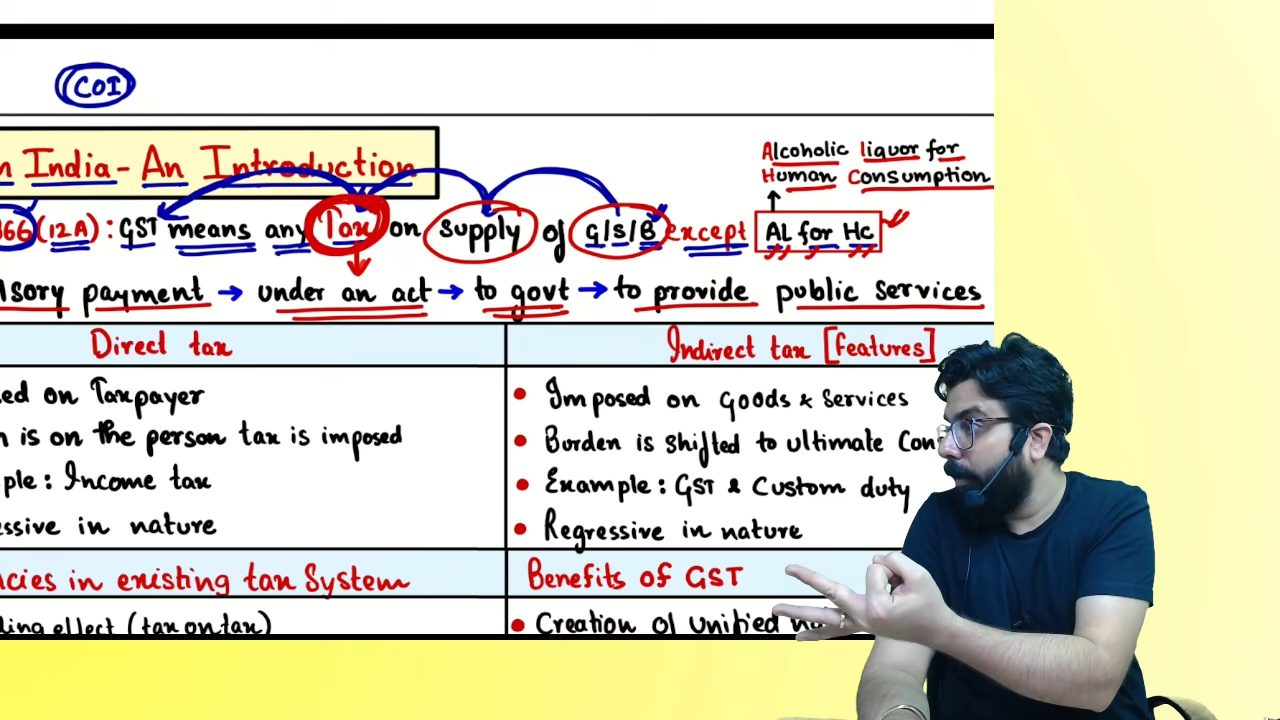 COI
Alcoholic liquor for
Human Consumption
n India - An Introduction
366 (12A) : GST means any Tax on supply of G/S/B except AL for HC
sory payment → under an act → to govt → to provide public services
Direct tax
Indirect tax [Features]
ed on Taxpayer
Imposed on Goods & Services
n is on the person tax is imposed
Burden is shifted to ultimate Con
ple : Income tax
Example : GST & Custom duty
essive in nature
Regressive in nature
cies in existing tax System
Benefits of GST
ding effect (tax on tax)
Creation of Unified na